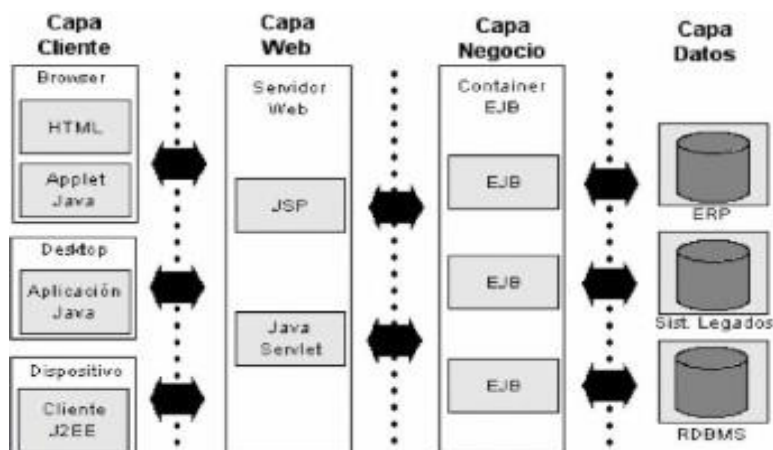 Capa
Cliente
Browser
HTML
Applet
Java
Desktop
Aplicación
Java
Dispositivo
Cliente
J2EE
Capa
Web
Servidor
Web
JSP
Java
Servlet
Capa
Negocio
Container
EJB
EJB
EJB
EJB
Capa
Datos
ERP
Sist. Legados
RDBMS